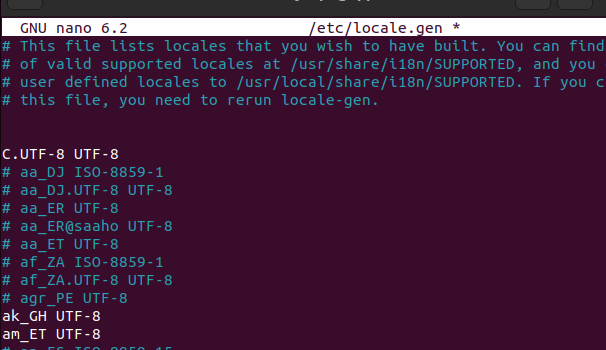 GNU nano 6.2 /etc/locale.gen *
# This file lists locales that you wish to have built. You can find
# of valid supported locales at /usr/share/i18n/SUPPORTED, and you
# user defined locales to /usr/local/share/i18n/SUPPORTED. If you c
# this file, you need to rerun locale-gen.
C.UTF-8 UTF-8
# aa_DJ ISO-8859-1
# aa_DJ.UTF-8 UTF-8
# aa_ER UTF-8
# aa_ER@saaho UTF-8
# aa_ET UTF-8
# af_ZA ISO-8859-1
# af_ZA.UTF-8 UTF-8
# agr_PE UTF-8
ak_GH UTF-8
am_ET UTF-8